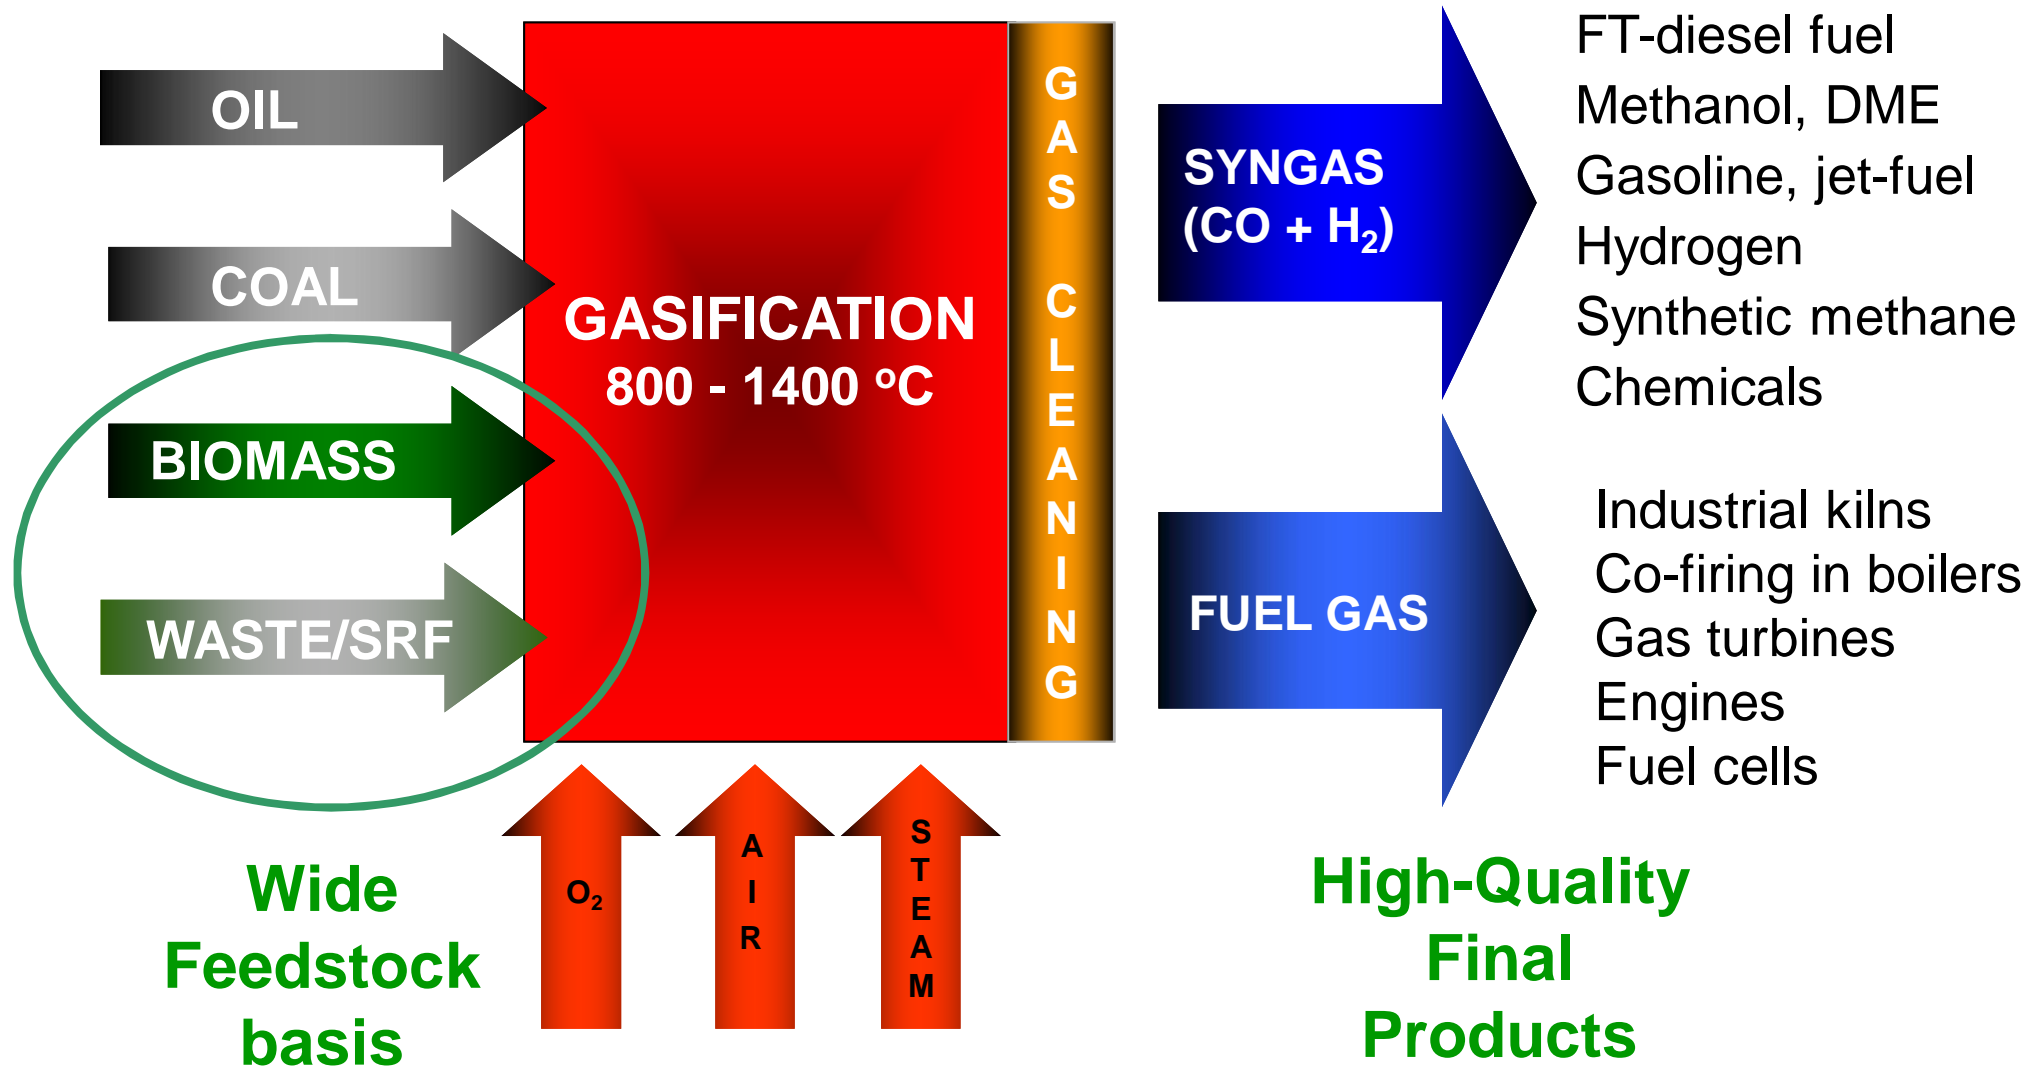 OIL
COAL
BIOMASS
WASTE/SRF
Wide
Feedstock
basis
GASIFICATION
800 - 1400 ºC
GAS CLEANING
O₂
AIR
STEAM
SYNGAS
(CO + H₂)
FUEL GAS
FT-diesel fuel
Methanol, DME
Gasoline, jet-fuel
Hydrogen
Synthetic methane
Chemicals
Industrial kilns
Co-firing in boilers
Gas turbines
Engines
Fuel cells
High-Quality
Final
Products